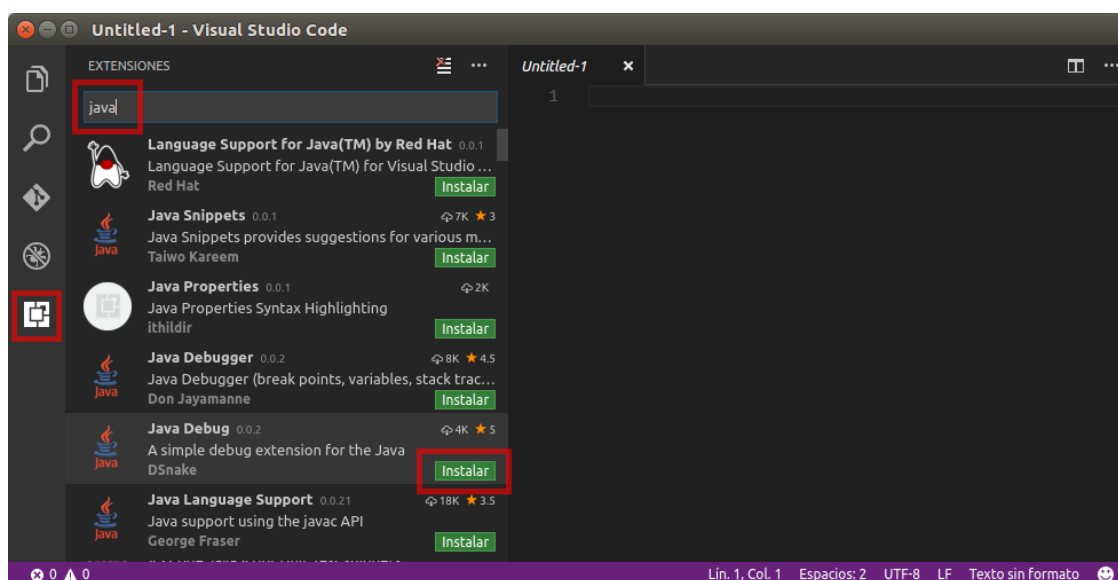 Untitled-1 - Visual Studio Code
EXTENSIONES
Untitled-1
java
1
Language Support for Java(TM) by Red Hat 0.0.1
Language Support for Java(TM) for Visual Studio ...
Red Hat Instalar
Java Snippets 0.0.1 7K 3
Java Snippets provides suggestions for various m...
Taiwo Kareem Instalar
Java Properties 0.0.1 2K
Java Properties Syntax Highlighting
ithildir Instalar
Java Debugger 0.0.2 8K 4.5
Java Debugger (break points, variables, stack trac...
Don Jayamanne Instalar
Java Debug 0.0.2 4K 5
A simple debug extension for the Java
DSnake Instalar
Java Language Support 0.0.21 18K 3.5
Java support using the javac API
George Fraser Instalar
0 0 Lín. 1, Col. 1 Espacios: 2 UTF-8 LF Texto sin formato